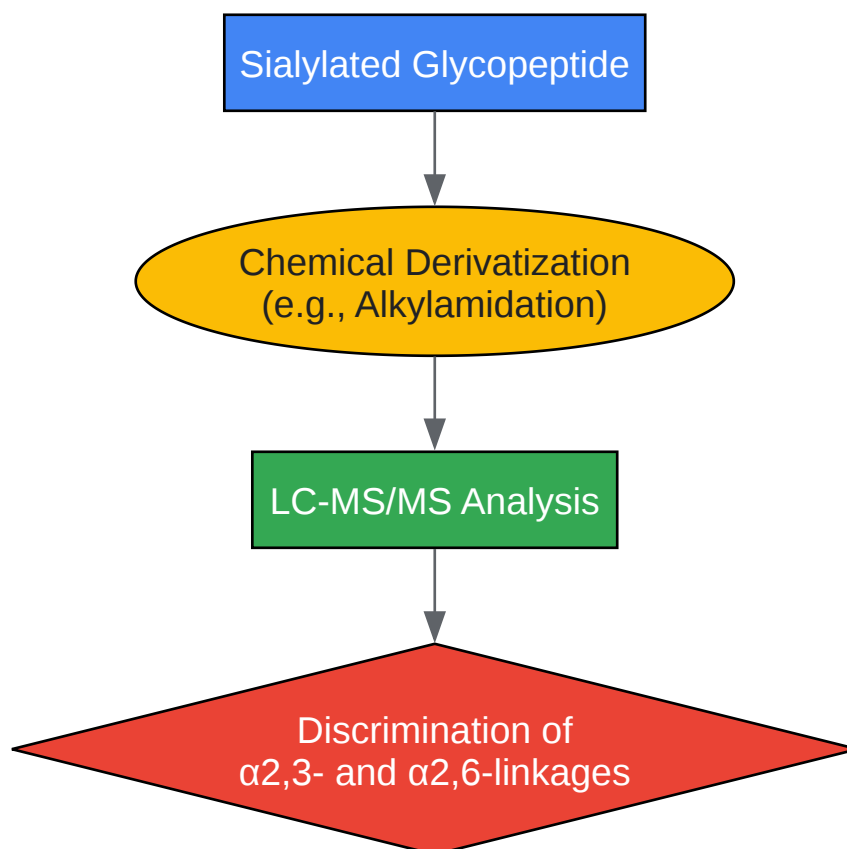 Sialylated Glycopeptide
Chemical Derivatization
(e.g., Alkylamidation)
LC-MS/MS Analysis
Discrimination of
α2,3- and α2,6-linkages